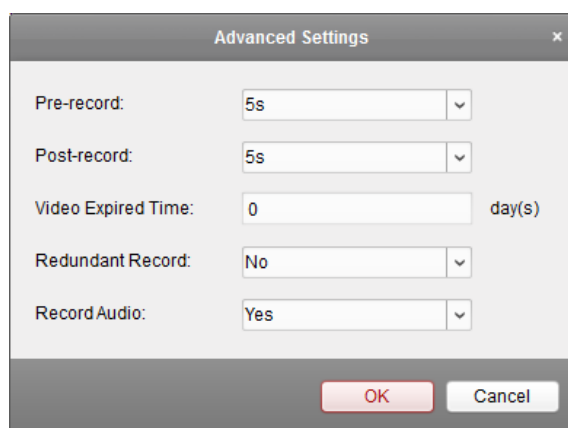 Advanced Settings ×
Pre-record: 5s
Post-record: 5s
Video Expired Time: 0 day(s)
Redundant Record: No
Record Audio: Yes
OK Cancel